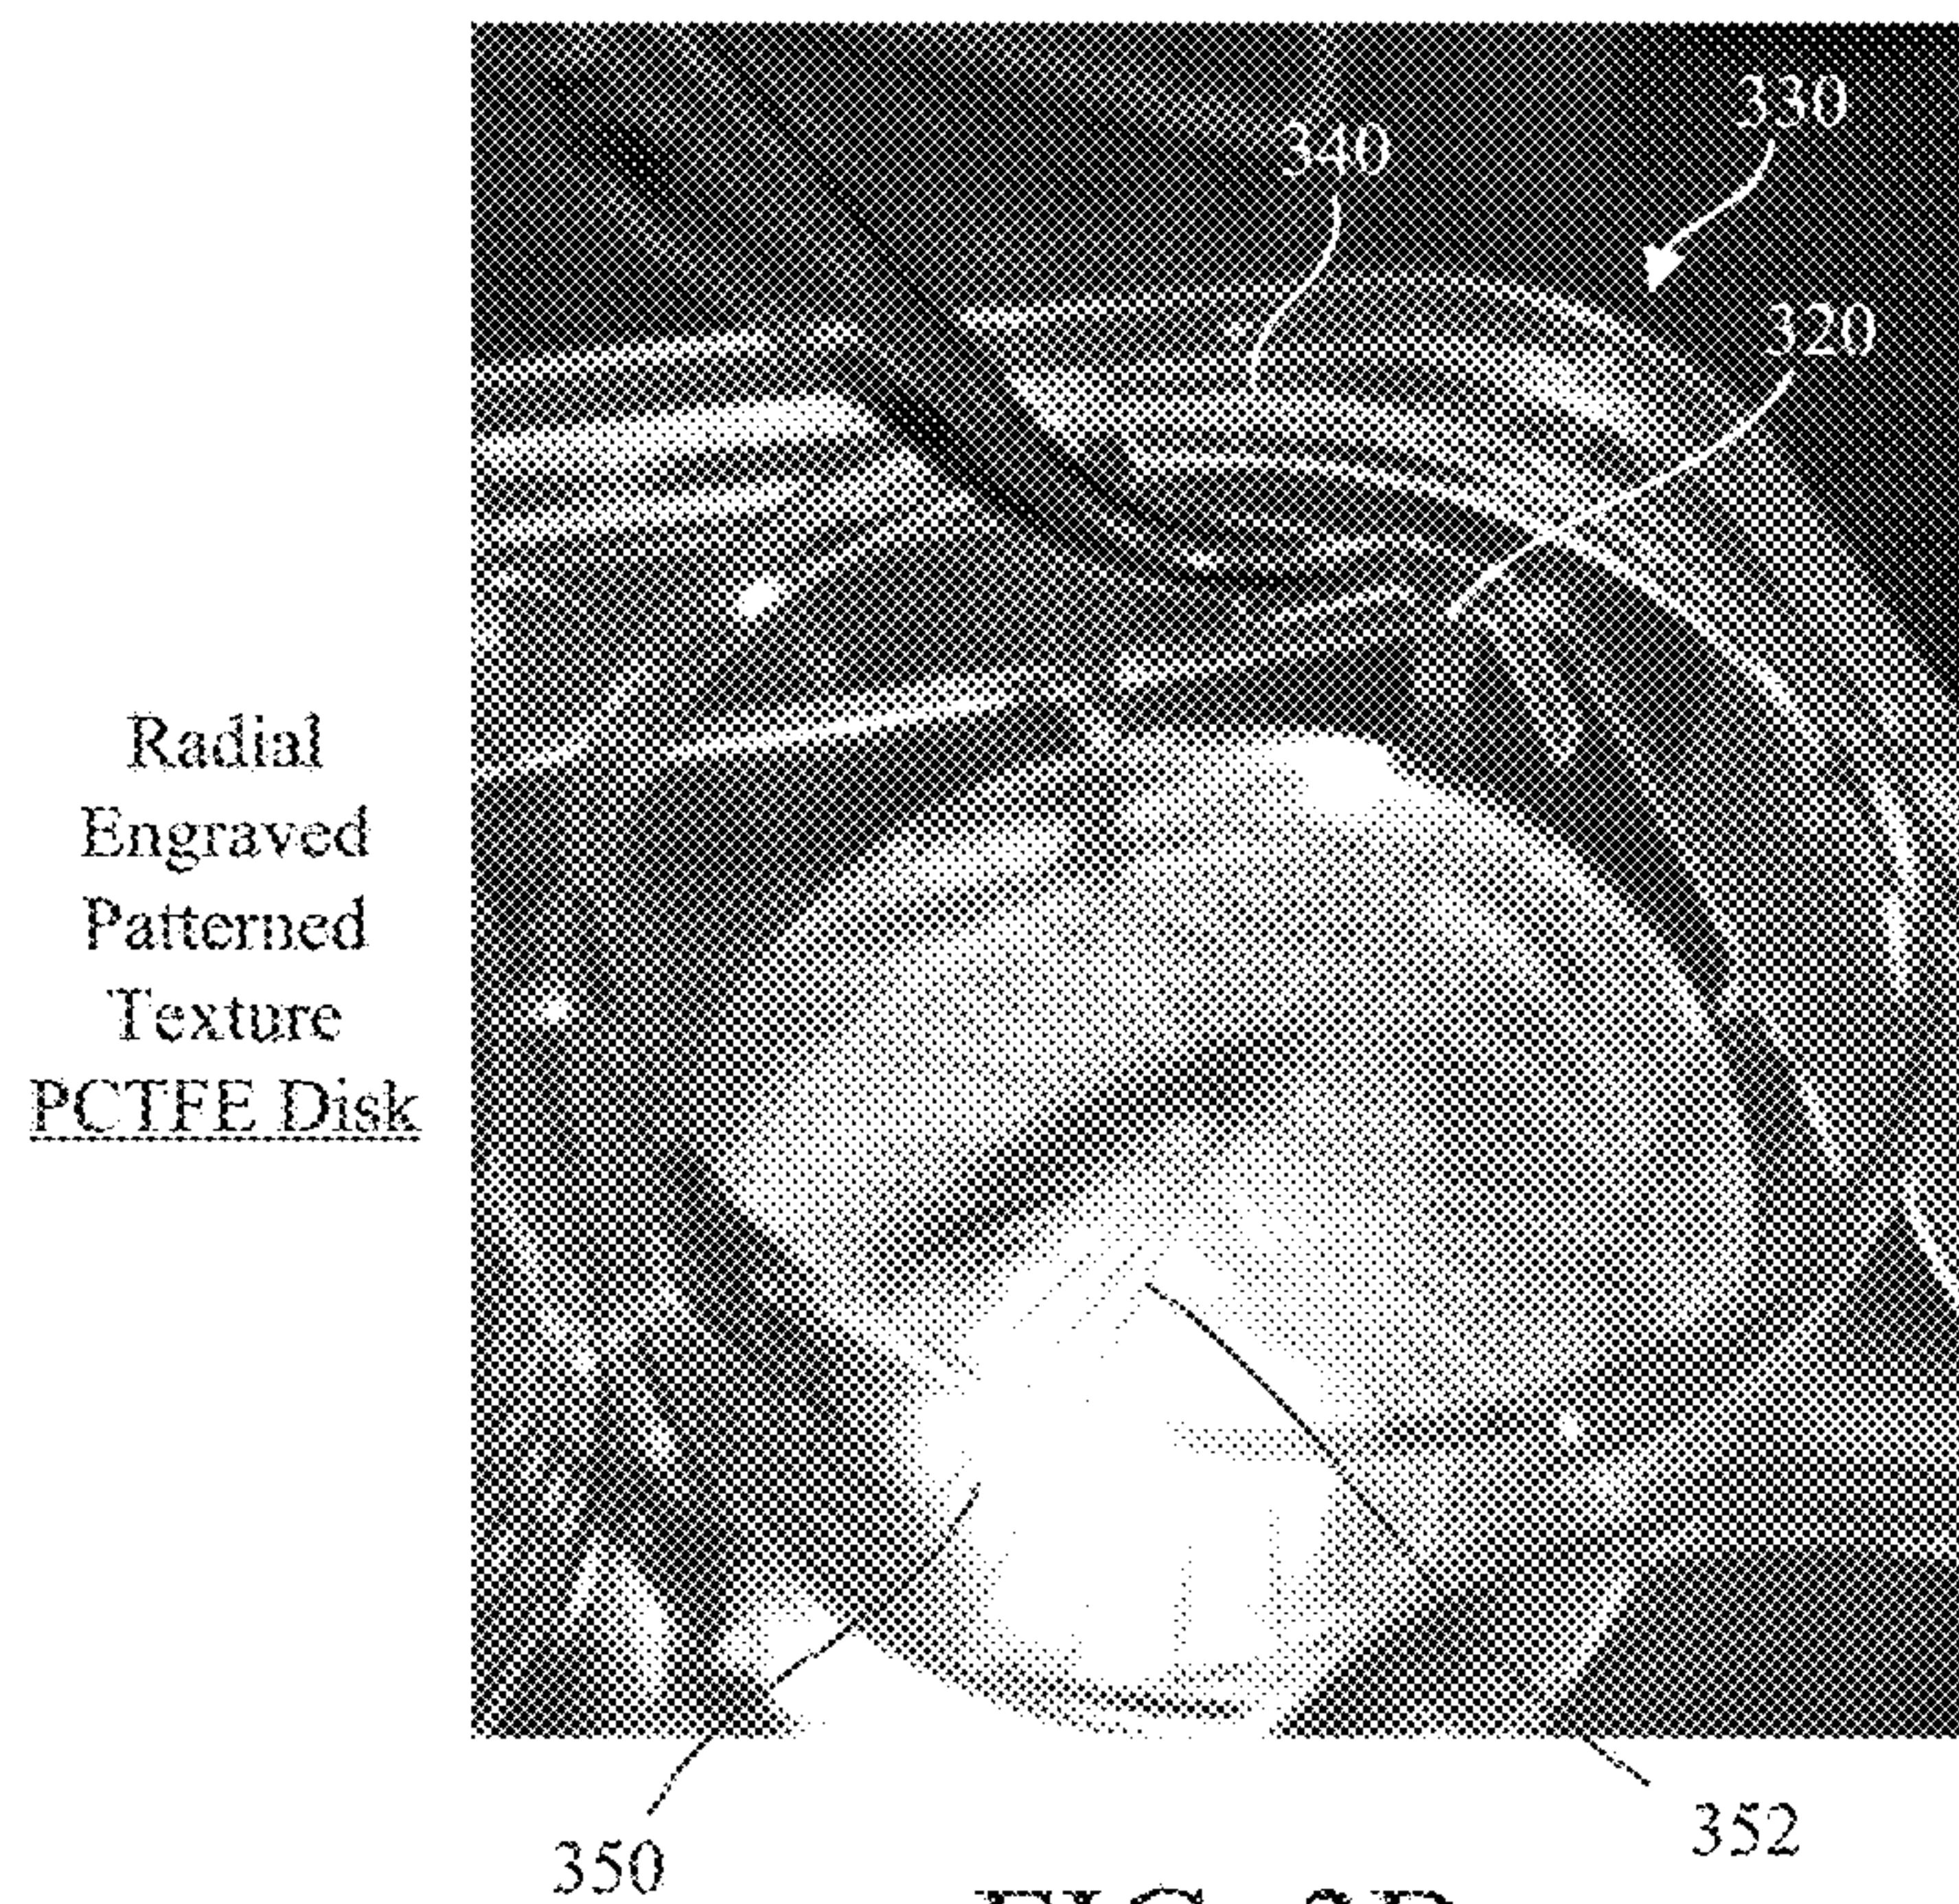 330
340
320
Radial
Engraved
Patterned
Texture
PCTFE Disk
352
350